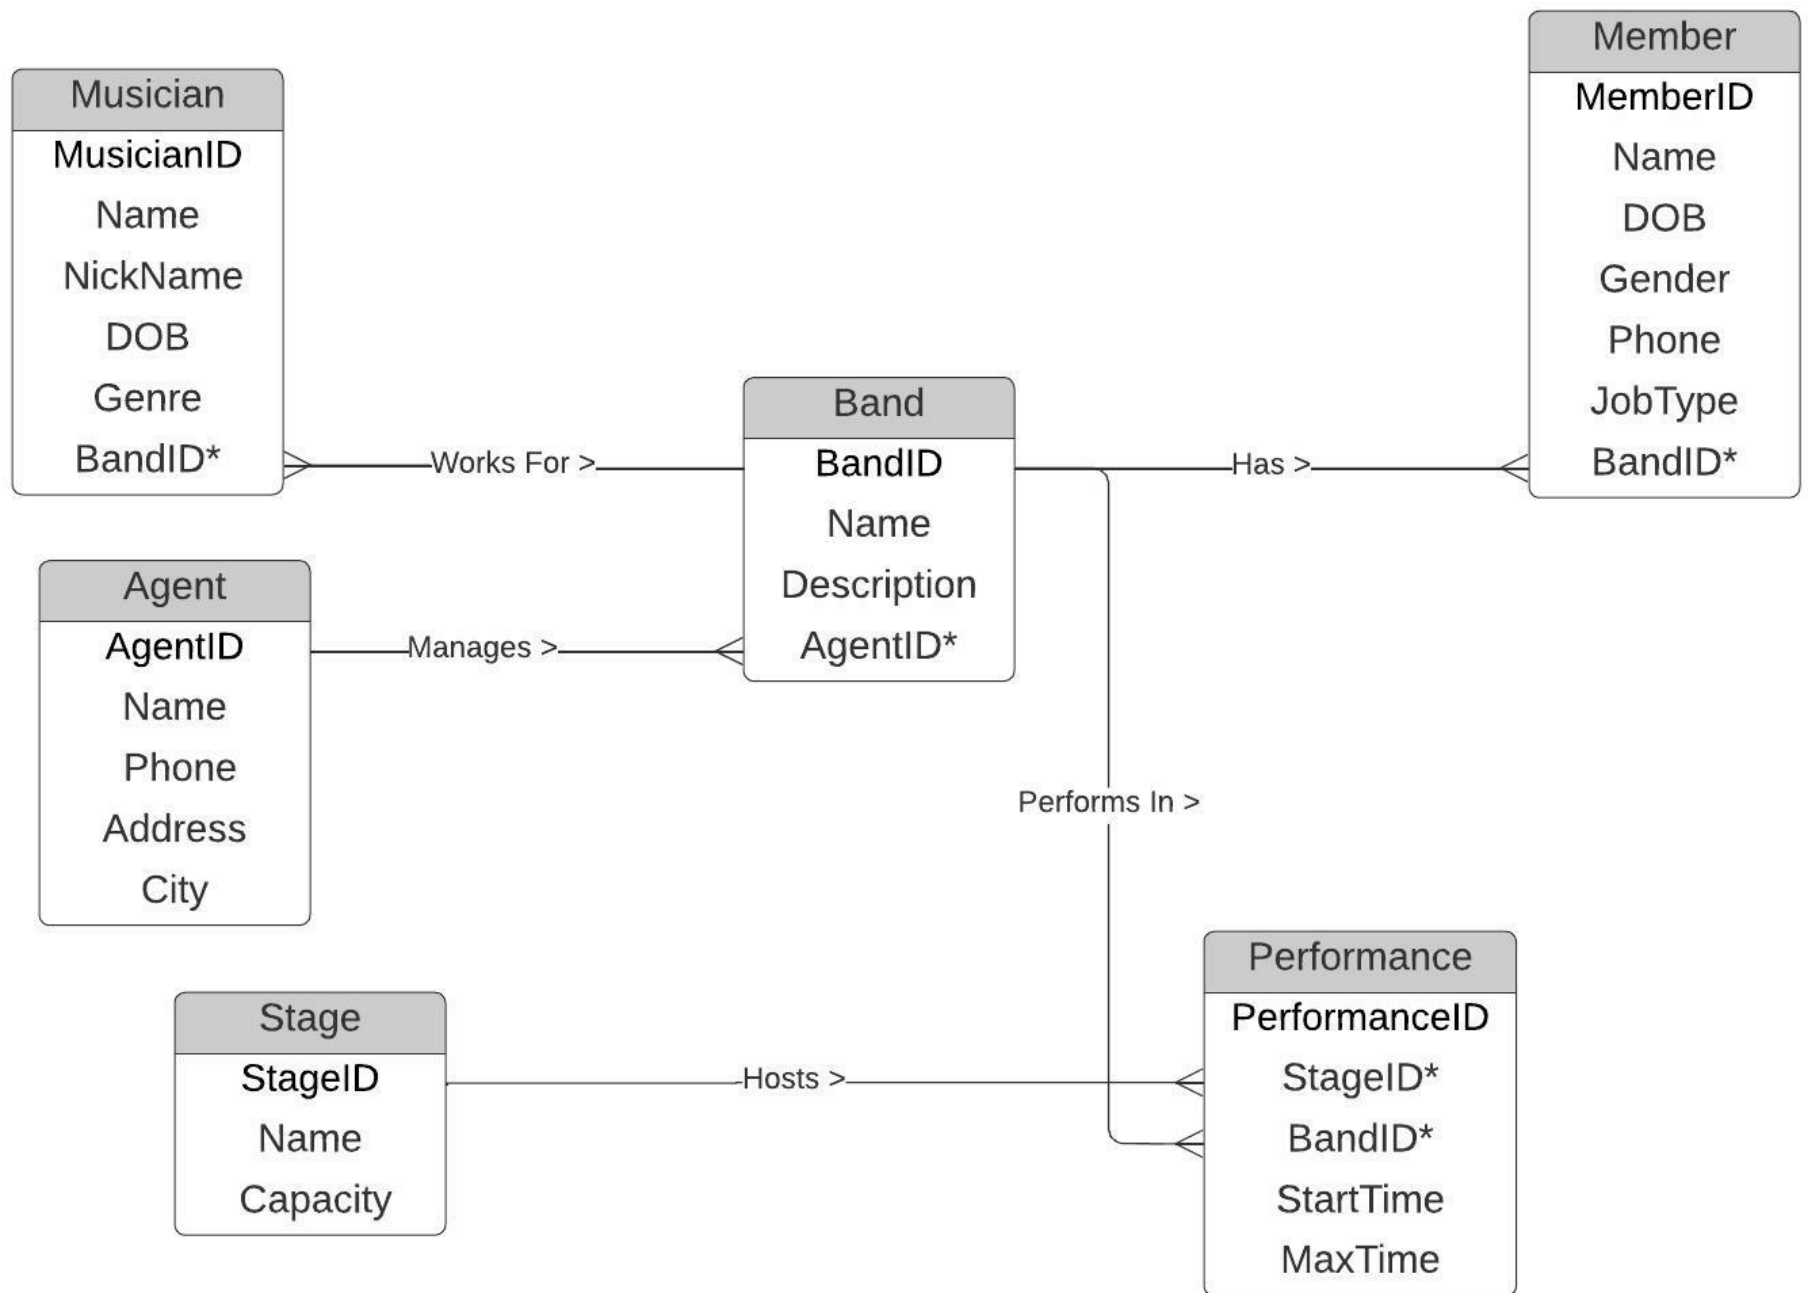 Musician
MusicianID
Name
NickName
DOB
Genre
BandID*
Works For >
Agent
AgentID
Name
Phone
Address
City
Manages >
Band
BandID
Name
Description
AgentID*
Has >
Member
MemberID
Name
DOB
Gender
Phone
JobType
BandID*
Performs In >
Stage
StageID
Name
Capacity
Hosts >
Performance
PerformanceID
StageID*
BandID*
StartTime
MaxTime